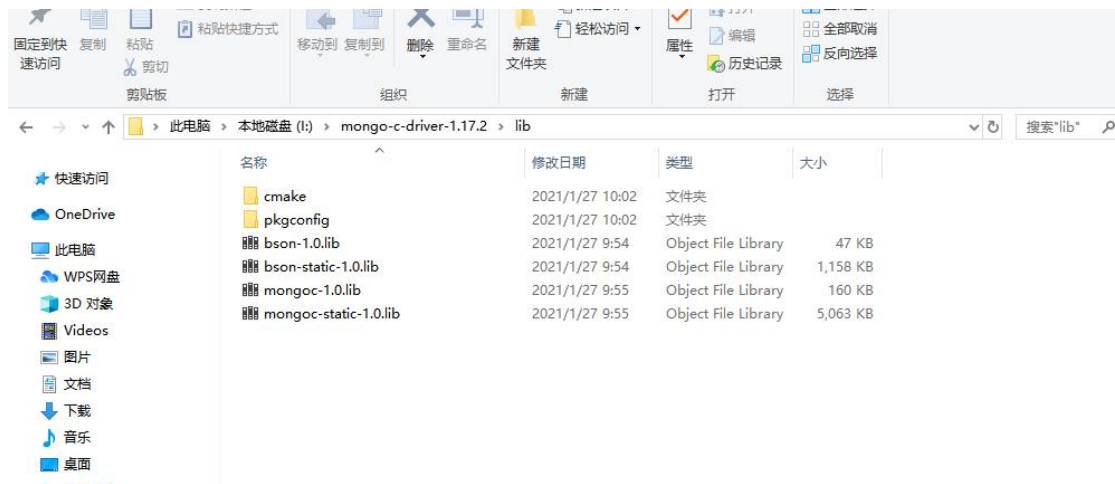 粘贴快捷方式
轻松访问
编辑
全部取消
固定到快速访问
复制
粘贴
剪切
移动到
复制到
删除
重命名
新建文件夹
属性
历史记录
反向选择
剪贴板
组织
新建
打开
选择
此电脑 > 本地磁盘 (I:) > mongo-c-driver-1.17.2 > lib
搜索"lib"
名称 修改日期 类型 大小
cmake 2021/1/27 10:02 文件夹
pkgconfig 2021/1/27 10:02 文件夹
bson-1.0.lib 2021/1/27 9:54 Object File Library 47 KB
bson-static-1.0.lib 2021/1/27 9:54 Object File Library 1,158 KB
mongoc-1.0.lib 2021/1/27 9:55 Object File Library 160 KB
mongoc-static-1.0.lib 2021/1/27 9:55 Object File Library 5,063 KB
快速访问
OneDrive
此电脑
WPS网盘
3D 对象
Videos
图片
文档
下载
音乐
桌面